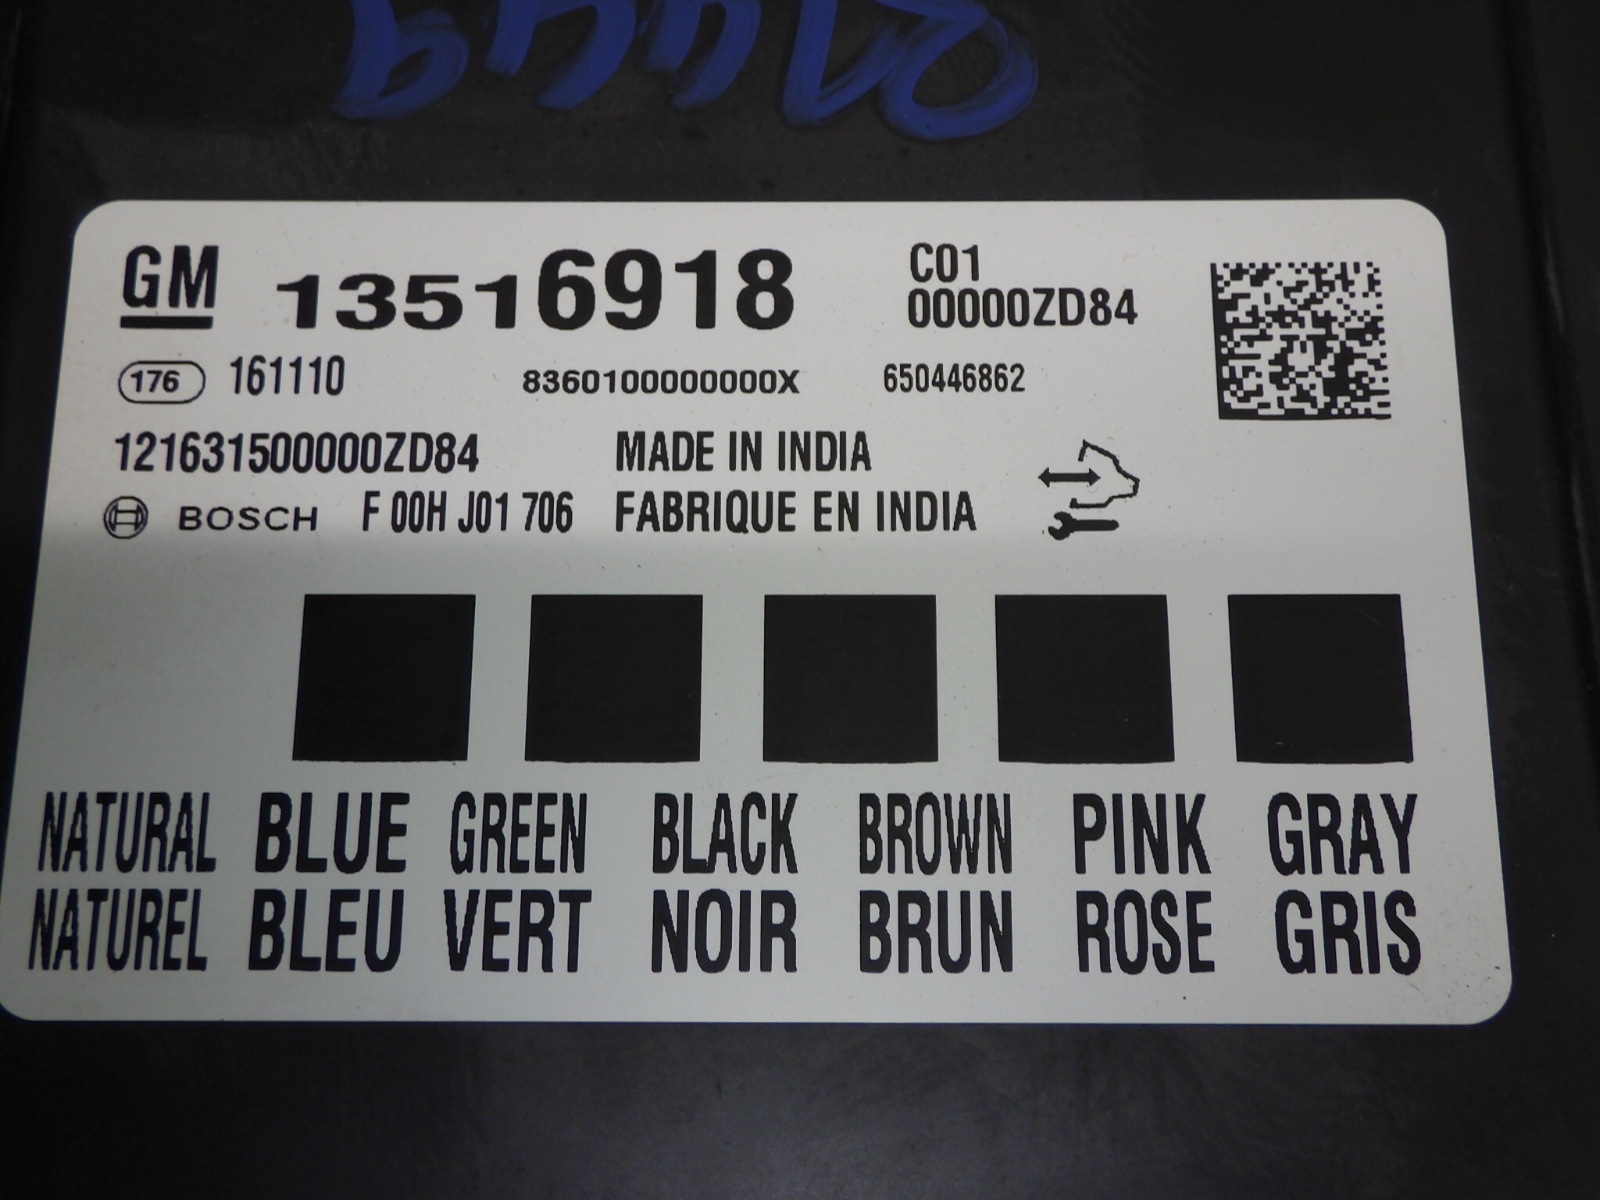 GM 13516918 C01
00000ZD84
176 161110 8360100000000X 650446862
121631500000ZD84 MADE IN INDIA
BOSCH F 00H J01 706 FABRIQUE EN INDIA
NATURAL BLUE GREEN BLACK BROWN PINK GRAY
NATUREL BLEU VERT NOIR BRUN ROSE GRIS